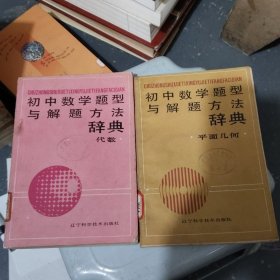 CHUZHONGSHUXUETIXINGYUJIETIFANGFACIDIAN
初中数学题型
与解题方法
辞典
代数
辽宁科学技术出版社
CHUZHONGSHUXUETIXINGYUJIETIFANGFACIDIAN
初中数学题型
与解题方法
辞典
平面几何
辽宁科学技术出版社